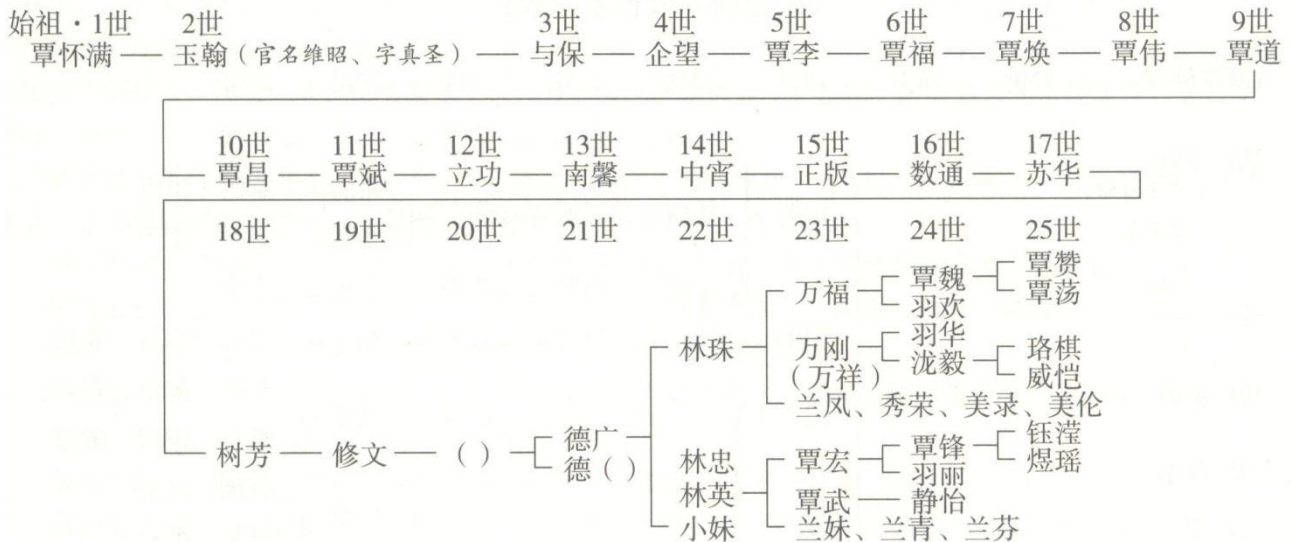 始祖·1世 2世 3世 4世 5世 6世 7世 8世 9世
覃怀满 玉翰(官名维昭、字真圣) 与保 企望 覃李 覃福 覃焕 覃伟 覃道
10世 11世 12世 13世 14世 15世 16世 17世
覃昌 覃斌 立功 南馨 中宵 正版 数通 苏华
18世 19世 20世 21世 22世 23世 24世 25世
覃赞
万福 覃魏 覃荡
羽欢
羽华
林珠 万刚 珞棋
(万祥) 泷毅 威恺
兰凤、秀荣、美录、美伦
德广 钰滢
树芳 修文 ( ) 林忠 覃宏 覃锋 煜瑶
德( ) 羽丽
林英 覃武 静怡
小妹 兰妹、兰青、兰芬